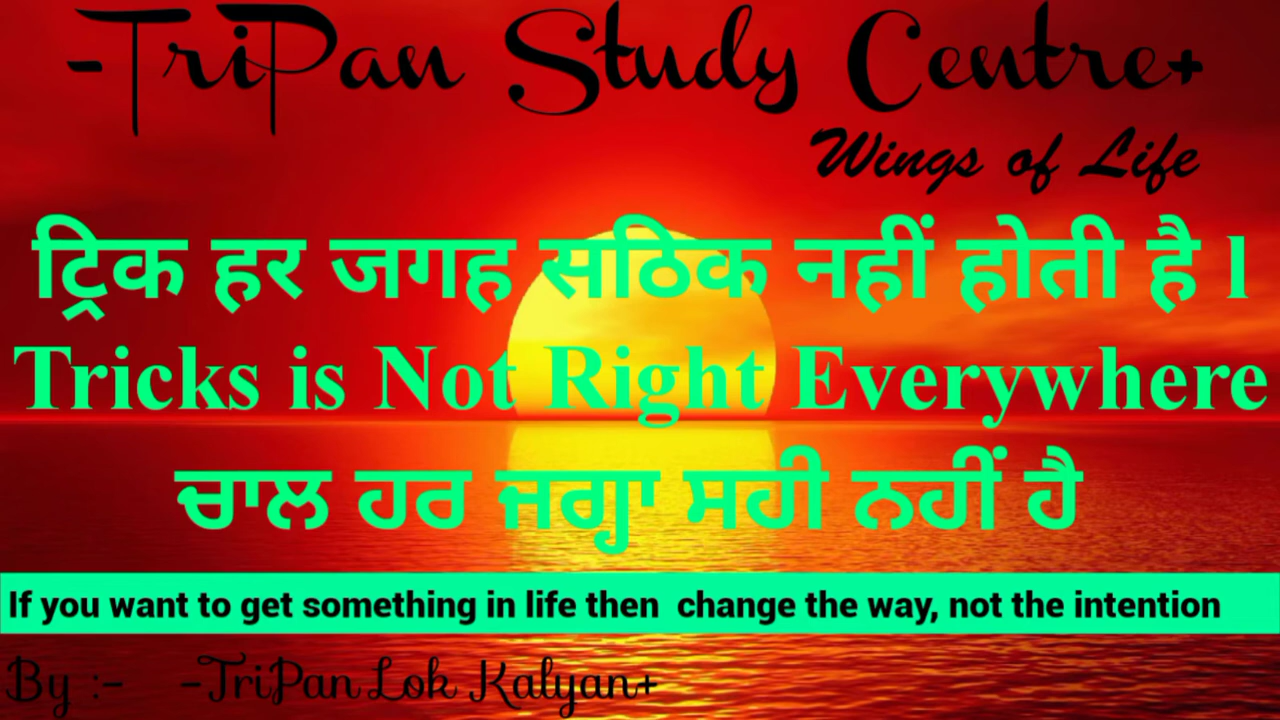 -TriPan Study Centre+
Wings of Life
ट्रिक हर जगह सठिक नहीं होती है l
Tricks is Not Right Everywhere
ਚਾਲ ਹਰ ਜਗ੍ਹਾ ਸਹੀ ਨਹੀਂ ਹੈ
If you want to get something in life then  change the way, not the intention
By :-    -TriPan Lok Kalyan+